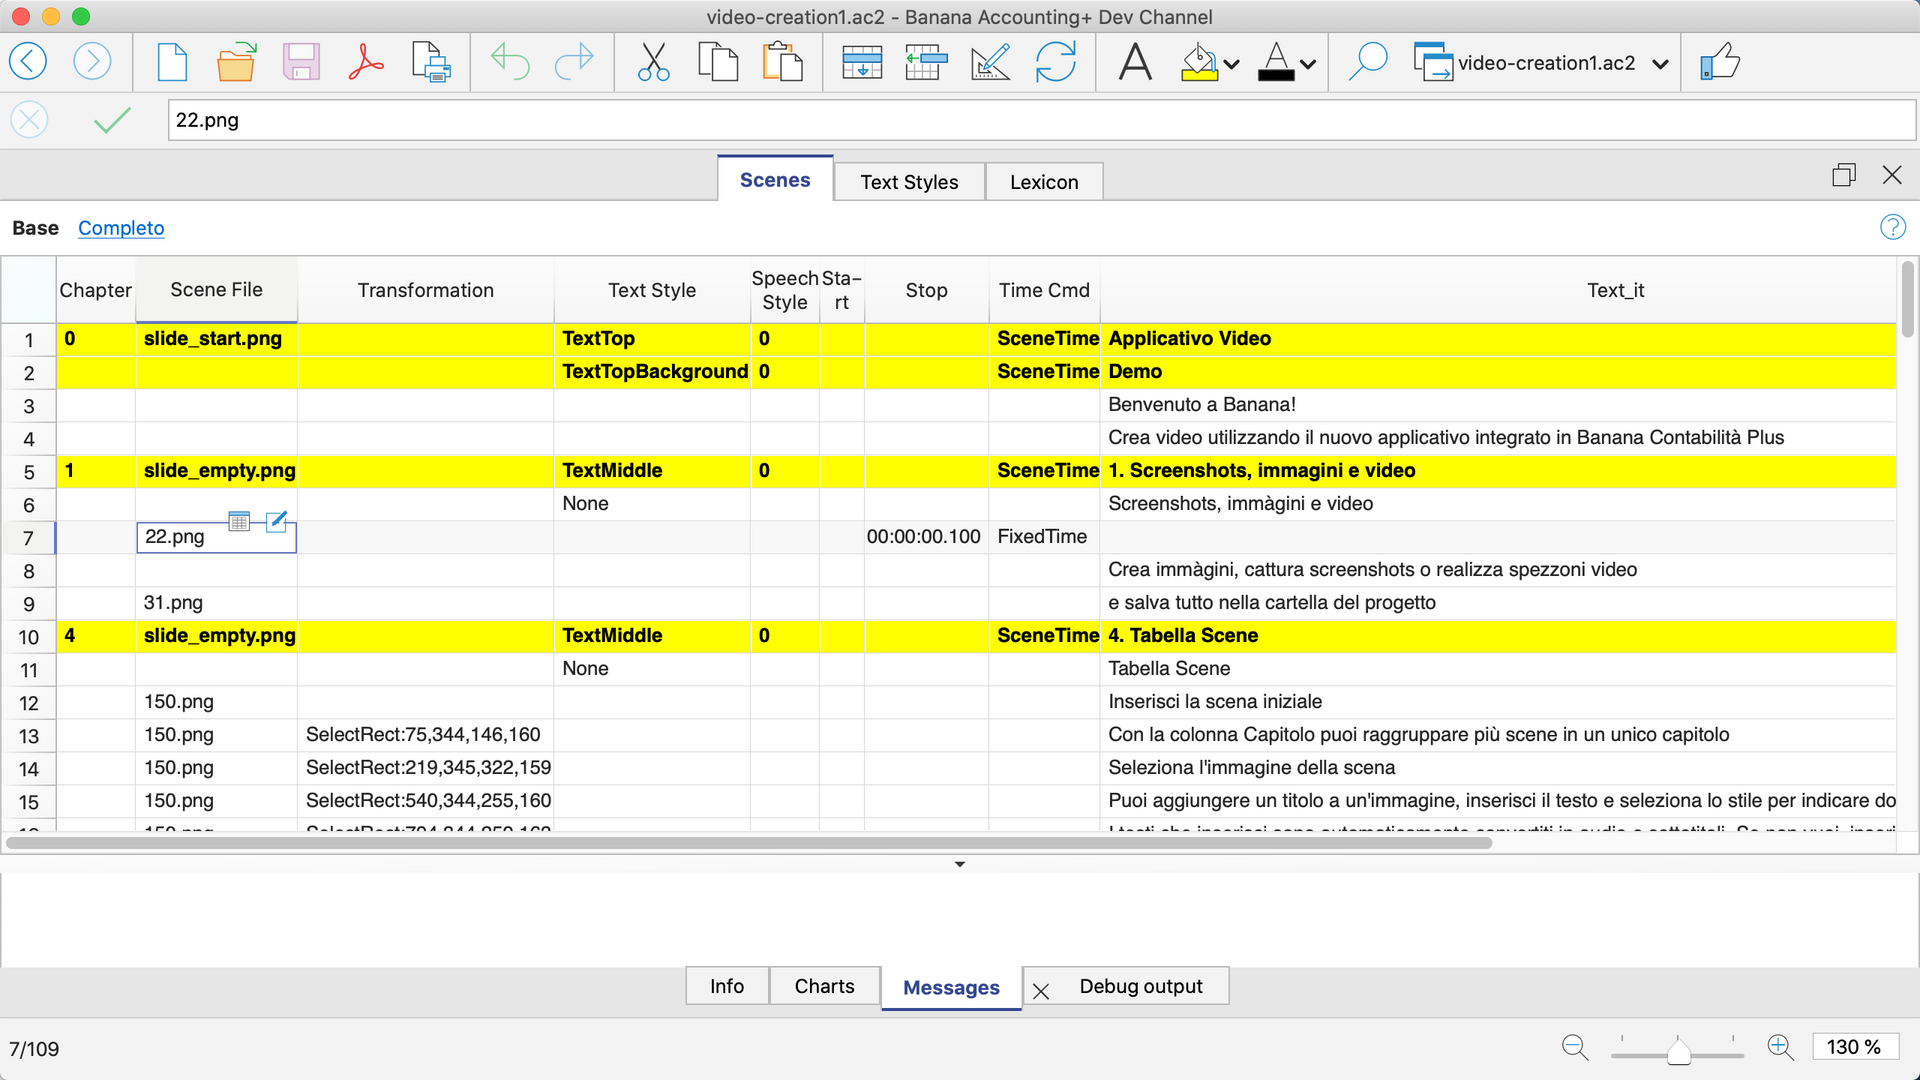 video-creation1.ac2 - Banana Accounting+ Dev Channel
video-creation1.ac2
22.png
Scenes Text Styles Lexicon
Base Completo
Chapter Scene File Transformation Text Style Speech Style Sta-rt Stop Time Cmd Text_it
1 0 slide_start.png TextTop 0 SceneTime Applicativo Video
2 TextTopBackground 0 SceneTime Demo
3 Benvenuto a Banana!
4 Crea video utilizzando il nuovo applicativo integrato in Banana Contabilità Plus
5 1 slide_empty.png TextMiddle 0 SceneTime 1. Screenshots, immagini e video
6 None Screenshots, immàgini e video
7 22.png 00:00:00.100 FixedTime
8 Crea immàgini, cattura screenshots o realizza spezzoni video
9 31.png e salva tutto nella cartella del progetto
10 4 slide_empty.png TextMiddle 0 SceneTime 4. Tabella Scene
11 None Tabella Scene
12 150.png Inserisci la scena iniziale
13 150.png SelectRect:75,344,146,160 Con la colonna Capitolo puoi raggruppare più scene in un unico capitolo
14 150.png SelectRect:219,345,322,159 Seleziona l'immagine della scena
15 150.png SelectRect:540,344,255,160 Puoi aggiungere un titolo a un'immagine, inserisci il testo e seleziona lo stile per indicare do
Info Charts Messages Debug output
7/109
130 %